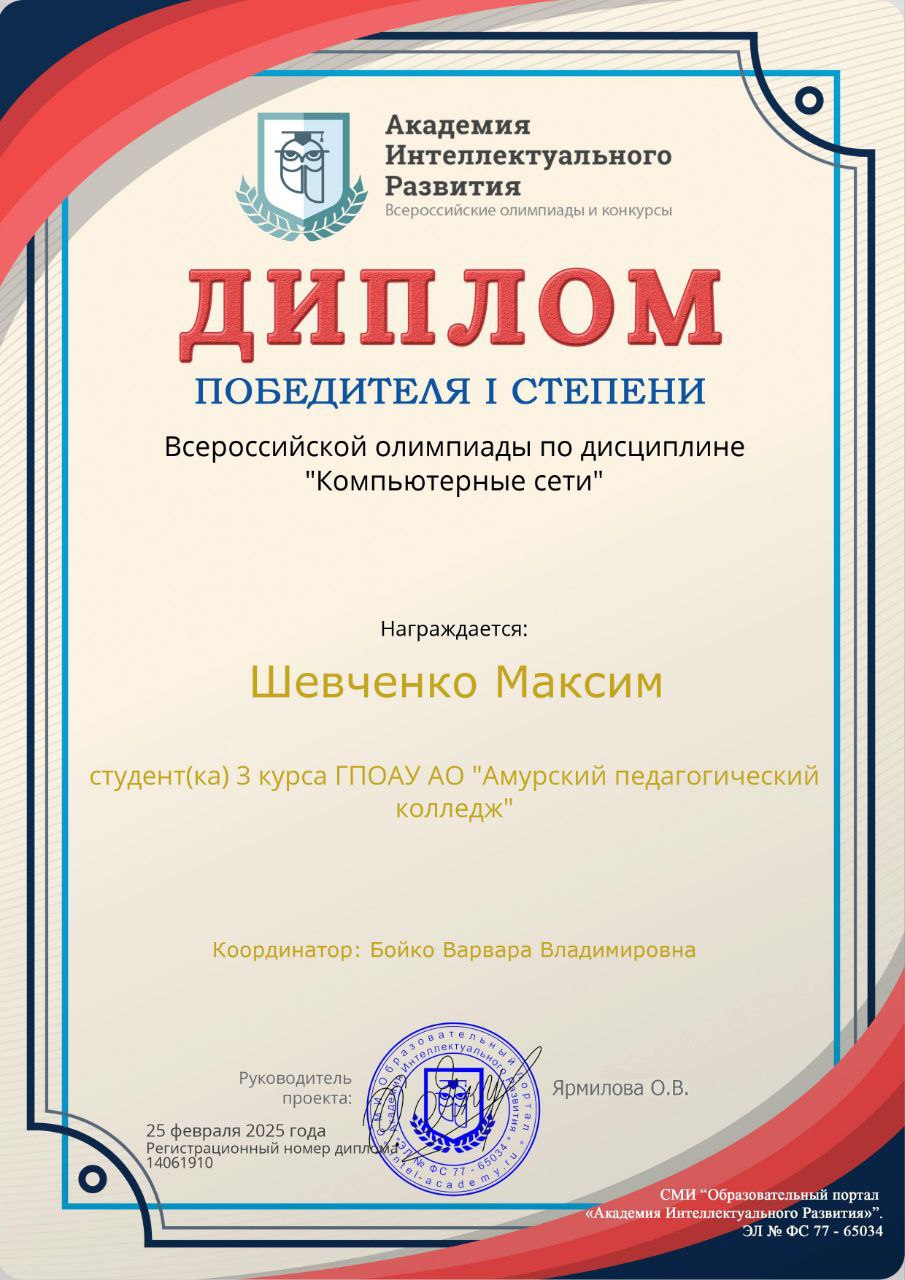 Академия
Интеллектуального
Развития
Всероссийские олимпиады и конкурсы
ДИПЛОМ
ПОБЕДИТЕЛЯ I СТЕПЕНИ
Всероссийской олимпиады по дисциплине
"Компьютерные сети"
Награждается:
Шевченко Максим
студент(ка) 3 курса ГПОАУ АО "Амурский педагогический
колледж"
Координатор: Бойко Варвара Владимировна
Руководитель
проекта:
СМИ Образовательный портал
Академия Интеллектуального развития
ЭЛ № ФС 77 - 65034
intel-academy.ru
Ярмилова О.В.
25 февраля 2025 года
Регистрационный номер диплома
14061910
СМИ “Образовательный портал
«Академия Интеллектуального Развития»”.
ЭЛ № ФС 77 - 65034